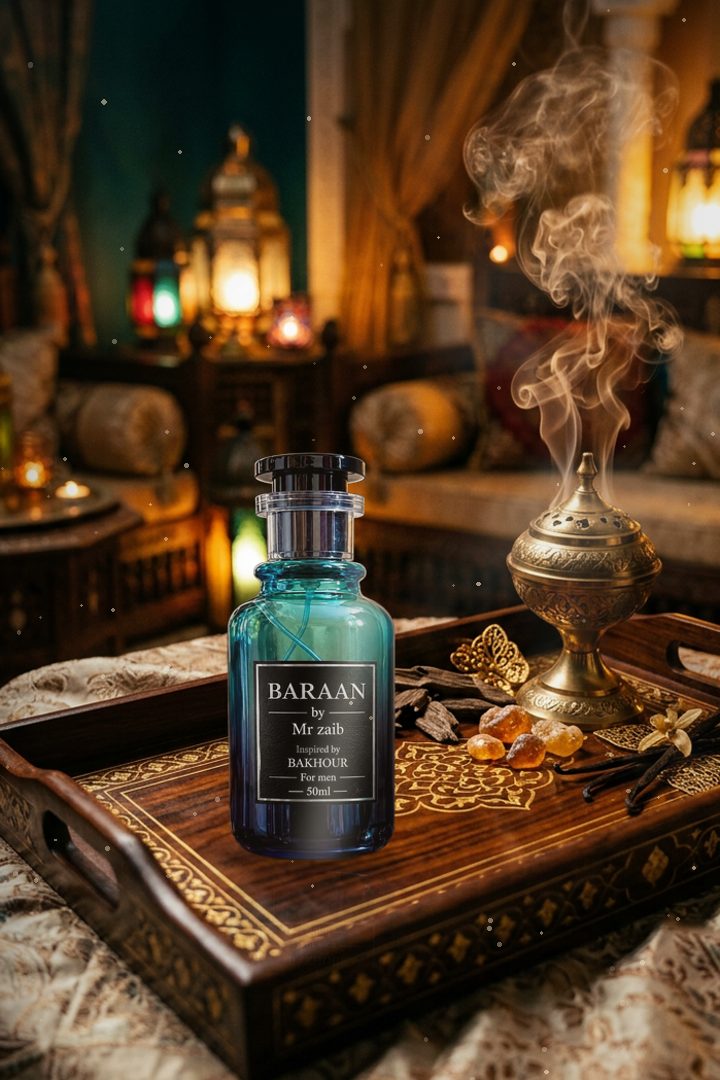 BARAAN
by
Mr zaib
Inspired by
BAKHOUR
For men
50ml